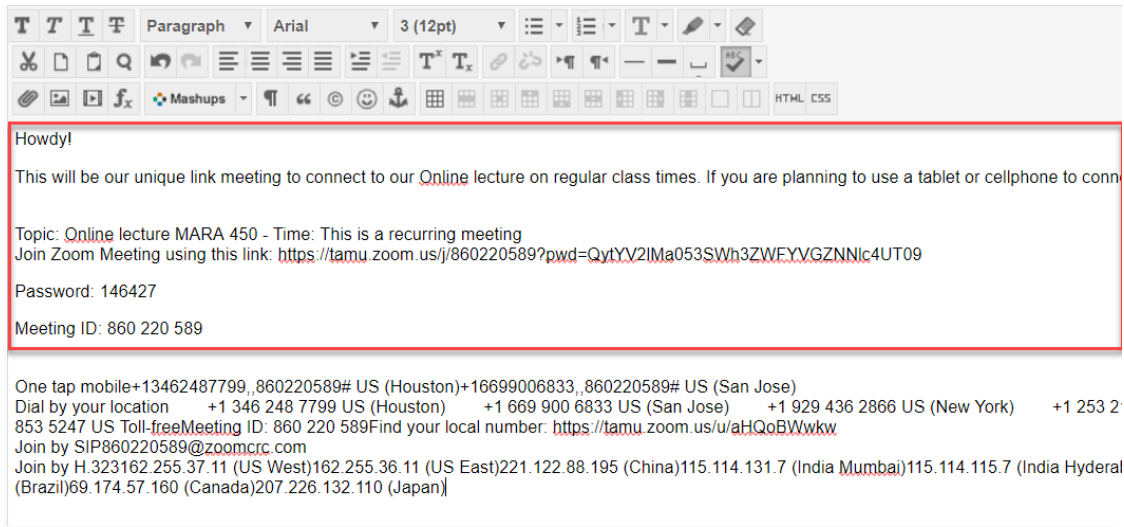 Paragraph Arial 3 (12pt)
ABC
Mashups HTML CSS
Howdy!
This will be our unique link meeting to connect to our Online lecture on regular class times. If you are planning to use a tablet or cellphone to
Topic: Online lecture MARA 450 - Time: This is a recurring meeting
Join Zoom Meeting using this link: https://tamu.zoom.us/j/860220589?pwd=QytYV2lMa053SWh3ZWFYVGZNNlc4UT09
Password: 146427
Meeting ID: 860 220 589
One tap mobile+13462487799,,860220589# US (Houston)+16699006833,,860220589# US (San Jose)
Dial by your location +1 346 248 7799 US (Houston) +1 669 900 6833 US (San Jose) +1 929 436 2866 US (New York) +1 253
853 5247 US Toll-freeMeeting ID: 860 220 589Find your local number: https://tamu.zoom.us/u/aHQoBWwkw
Join by SIP860220589@zoomcrc.com
Join by H.323162.255.37.11 (US West)162.255.36.11 (US East)221.122.88.195 (China)115.114.131.7 (India Mumbai)115.114.115.7 (India
(Brazil)69.174.57.160 (Canada)207.226.132.110 (Japan)